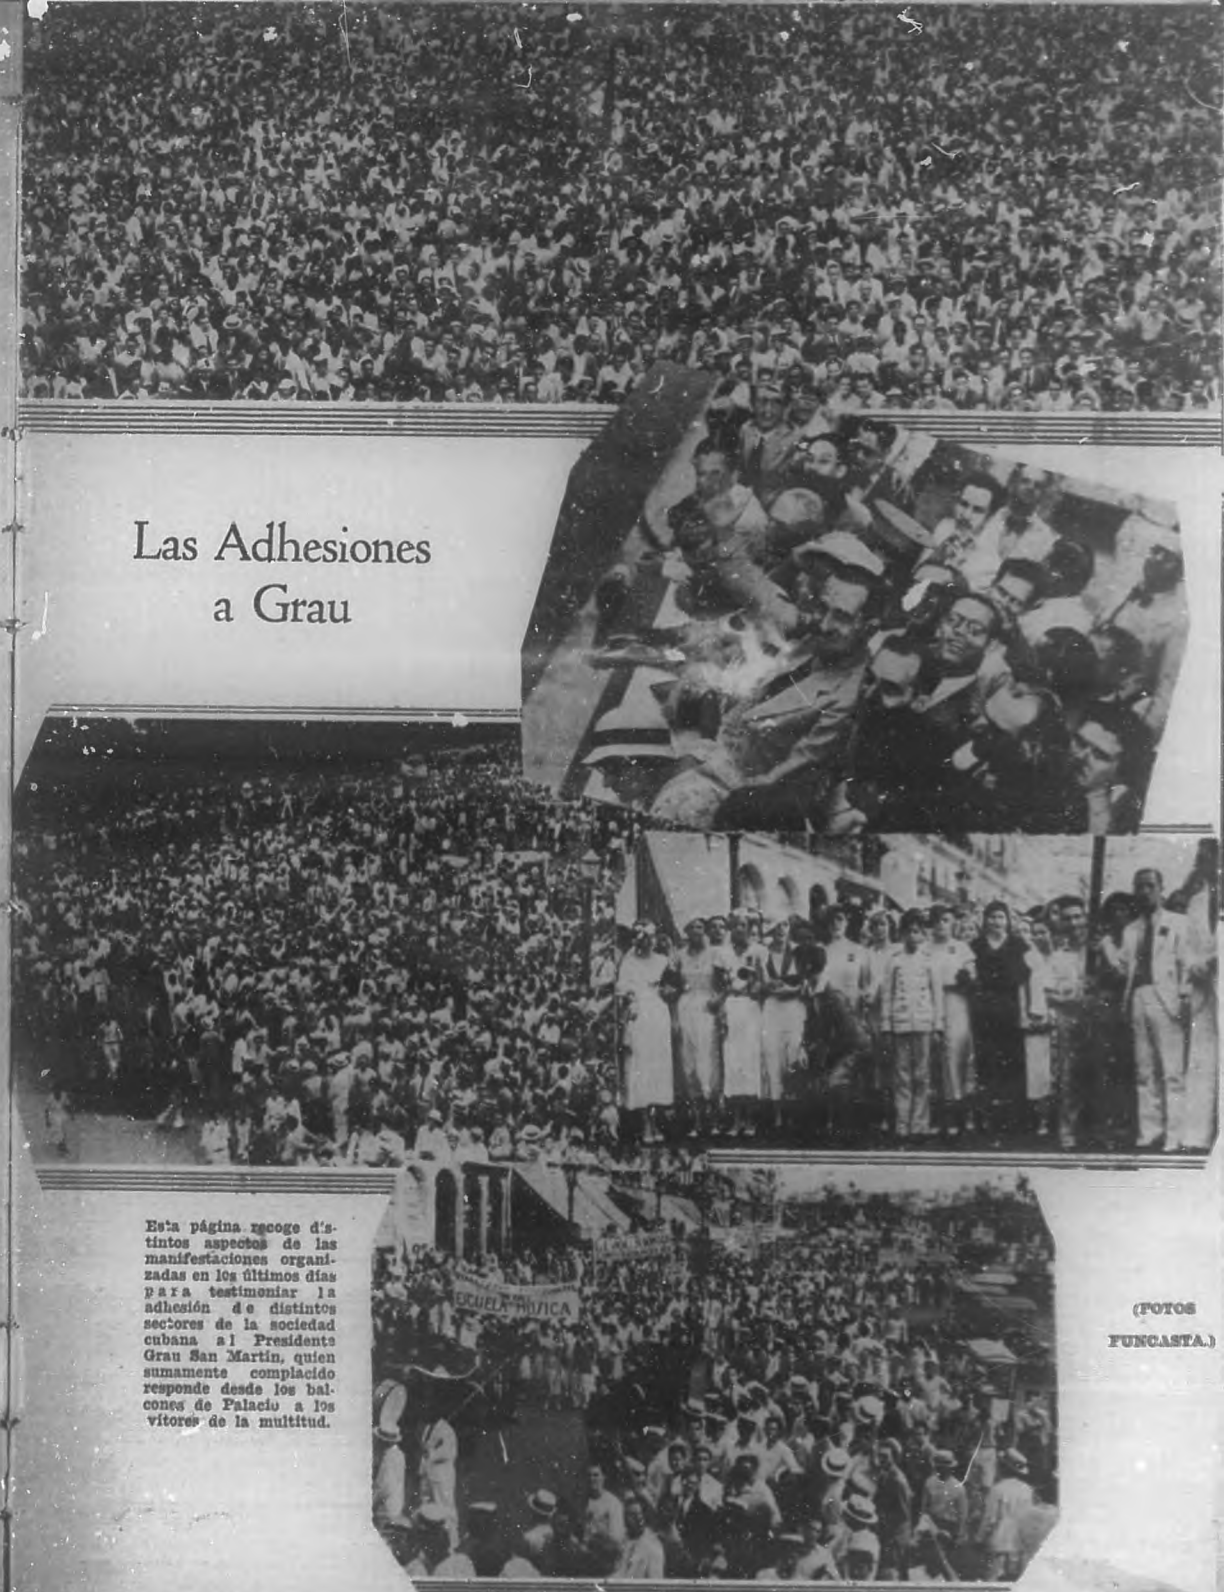 Las Adhesiones
a Grau
ESCUELA
MUSICA
Esta página recoge dis-
tintos aspectos de las
manifestaciones organi-
zadas en los últimos días
para testimoniar la
adhesión de distintos
sectores de la sociedad
cubana al Presidente
Grau San Martin, quien
sumamente complacido
responde desde los bal-
cones de Palacio a los
vítores de la multitud.
(FOTOS
FUNCASTA.)